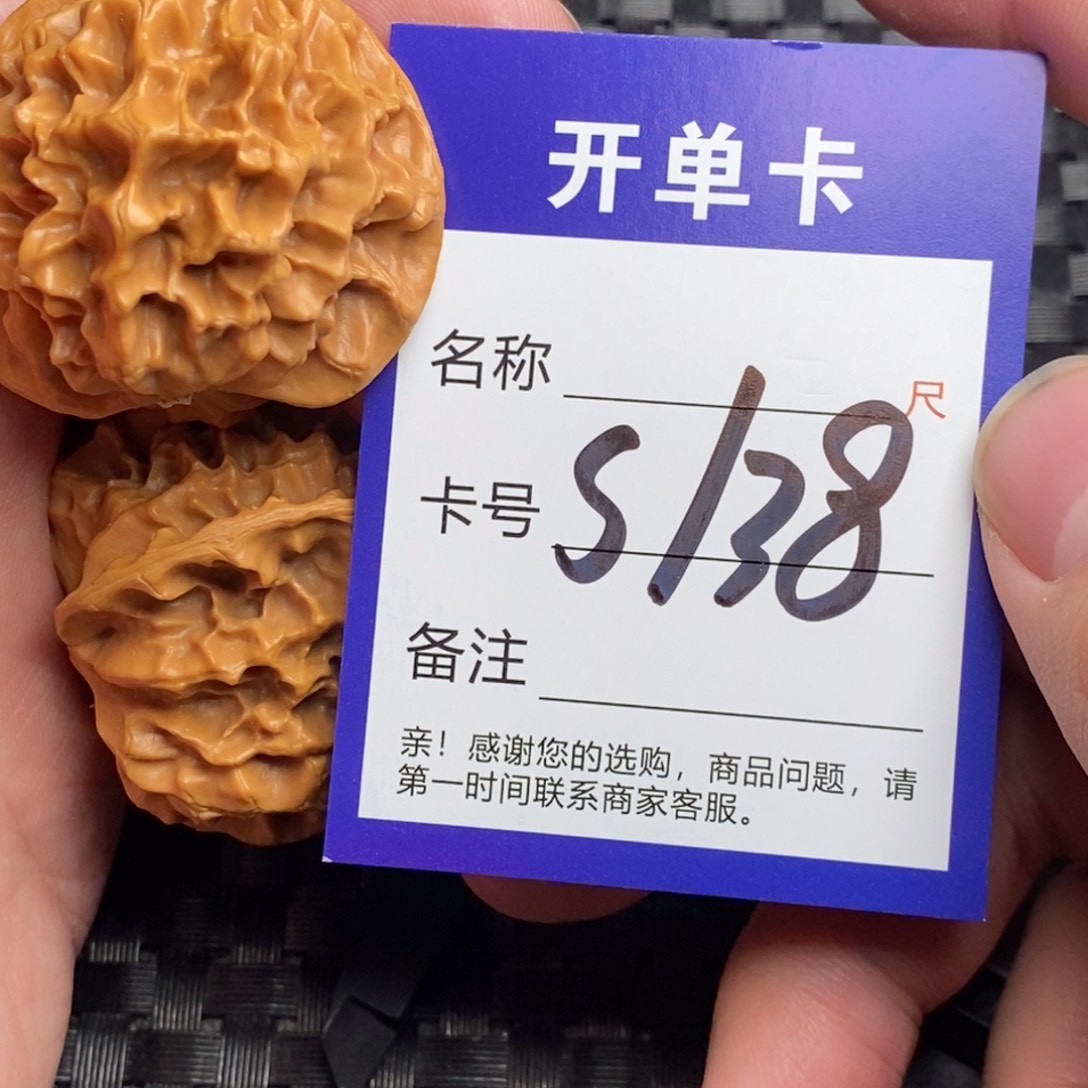 开单卡
名称
尺
卡号 S138
备注
亲！感谢您的选购，商品问题，请
第一时间联系商家客服。